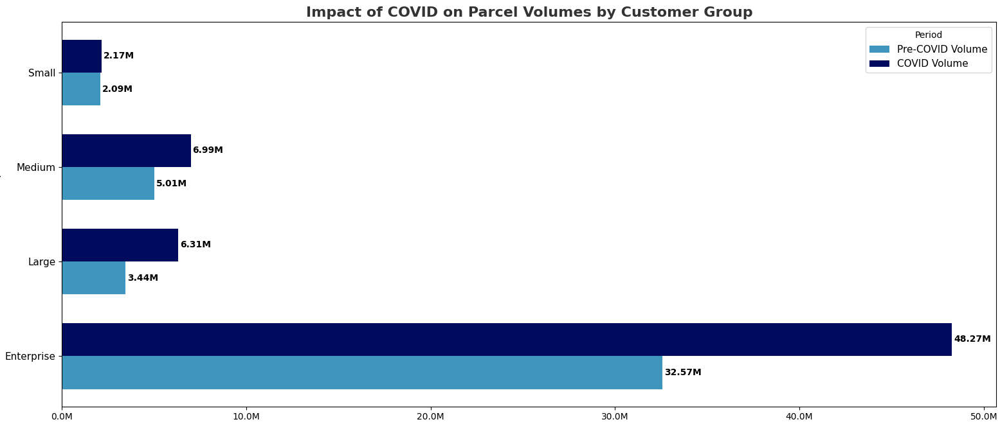 Impact of COVID on Parcel Volumes by Customer Group
Period
Pre-COVID Volume
COVID Volume
Small
2.17M
2.09M
Medium
6.99M
5.01M
Large
6.31M
3.44M
Enterprise
48.27M
32.57M
0.0M 10.0M 20.0M 30.0M 40.0M 50.0M